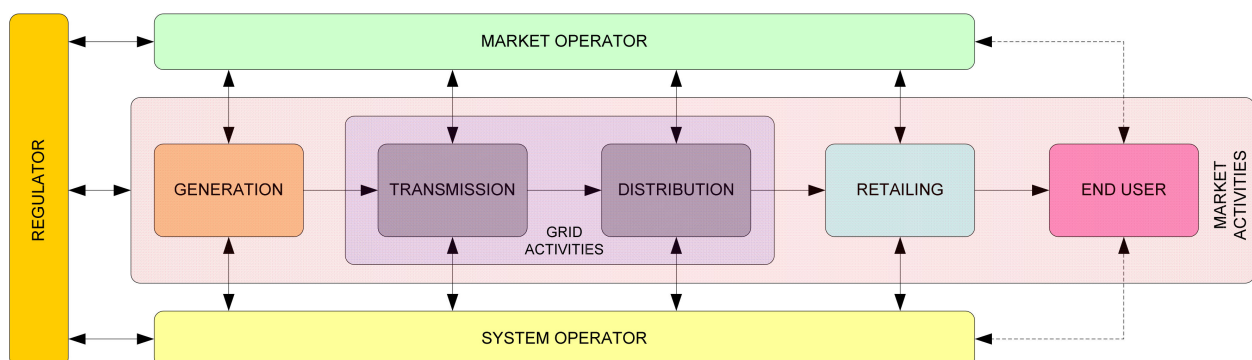 MARKET OPERATOR
REGULATOR
GENERATION
TRANSMISSION
DISTRIBUTION
RETAILING
END USER
MARKET
ACTIVITIES
GRID
ACTIVITIES
SYSTEM OPERATOR